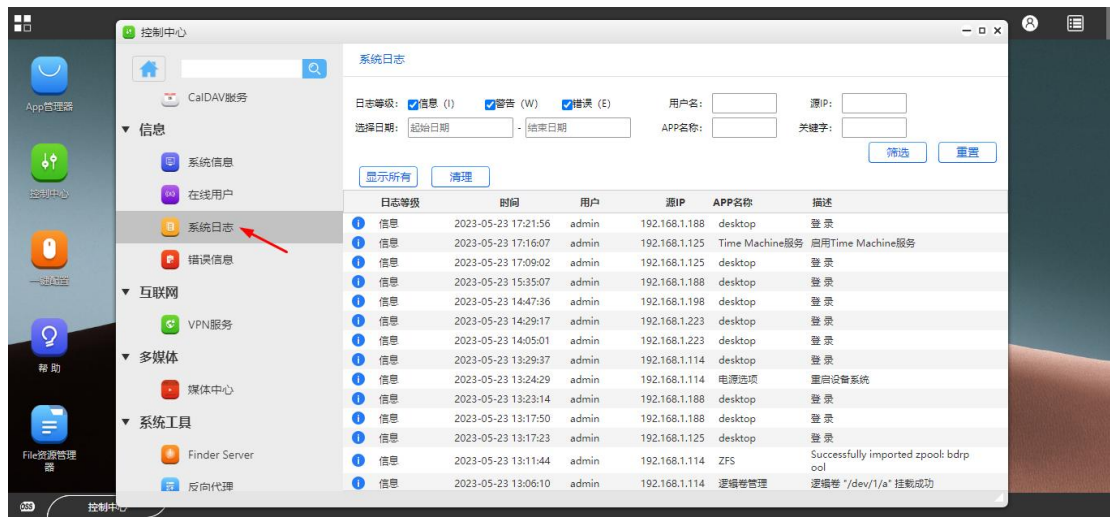 控制中心
App管理器
控制中心
一键配置
帮助
File资源管理
器
DSS
控制中心
CalDAV服务
信息
系统信息
在线用户
系统日志
错误信息
互联网
VPN服务
多媒体
媒体中心
系统工具
Finder Server
反向代理
系统日志
日志等级: 信息 (I) 警告 (W) 错误 (E) 用户名: 源IP:
选择日期: 起始日期 - 结束日期 APP名称: 关键字:
筛选 重置
显示所有 清理
日志等级 时间 用户 源IP APP名称 描述
信息 2023-05-23 17:21:56 admin 192.168.1.188 desktop 登录
信息 2023-05-23 17:16:07 admin 192.168.1.125 Time Machine服务 启用Time Machine服务
信息 2023-05-23 17:09:02 admin 192.168.1.125 desktop 登录
信息 2023-05-23 15:35:07 admin 192.168.1.188 desktop 登录
信息 2023-05-23 14:47:36 admin 192.168.1.198 desktop 登录
信息 2023-05-23 14:29:17 admin 192.168.1.223 desktop 登录
信息 2023-05-23 14:05:01 admin 192.168.1.223 desktop 登录
信息 2023-05-23 13:29:37 admin 192.168.1.114 desktop 登录
信息 2023-05-23 13:24:29 admin 192.168.1.114 电源选项 重启设备系统
信息 2023-05-23 13:23:14 admin 192.168.1.188 desktop 登录
信息 2023-05-23 13:17:50 admin 192.168.1.188 desktop 登录
信息 2023-05-23 13:17:23 admin 192.168.1.125 desktop 登录
信息 2023-05-23 13:11:44 admin 192.168.1.114 ZFS Successfully imported zpool: bdrp
ool
信息 2023-05-23 13:06:10 admin 192.168.1.114 逻辑卷管理 逻辑卷 "/dev/1/a" 挂载成功